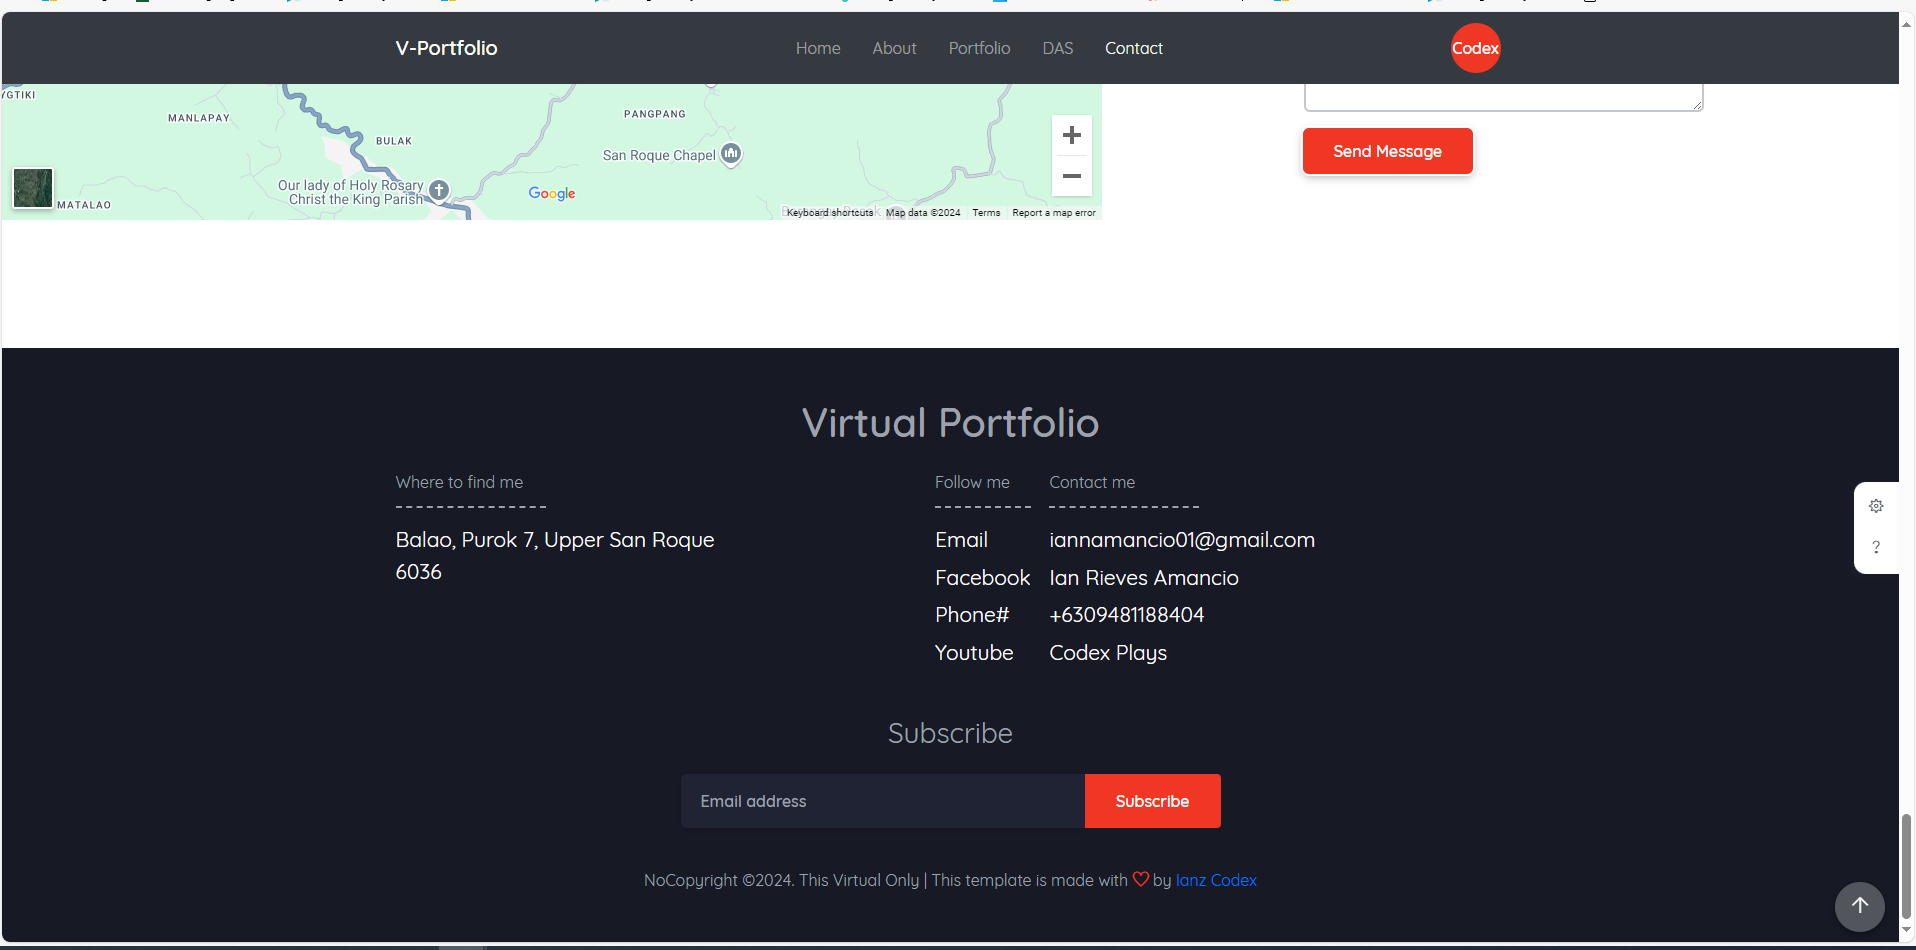 V-Portfolio
Home About Portfolio DAS Contact
Codex
MANLAPAY
PANGPANG
BULAK
San Roque Chapel
Our lady of Holy Rosary
Christ the King Parish
MATALAO
Google
Keyboard shortcuts Map data ©2024 Terms Report a map error
Send Message
Virtual Portfolio
Where to find me
Balao, Purok 7, Upper San Roque
6036
Follow me Contact me
Email iannamancio01@gmail.com
Facebook Ian Rieves Amancio
Phone# +6309481188404
Youtube Codex Plays
Subscribe
Email address Subscribe
NoCopyright ©2024. This Virtual Only | This template is made with ♡ by Ianz Codex